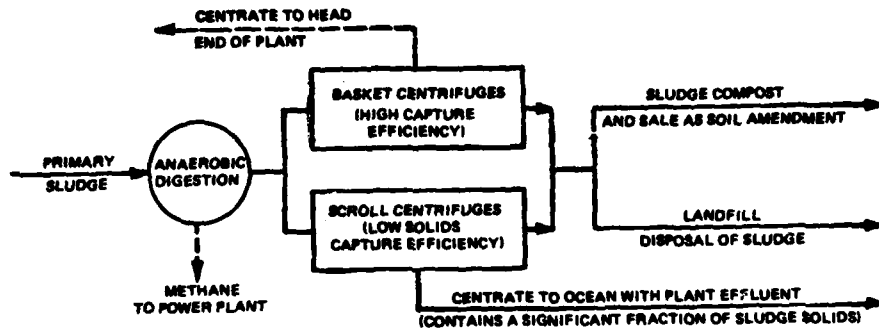 CENTRATE TO HEAD
END OF PLANT
BASKET CENTRIFUGES
(HIGH CAPTURE
EFFICIENCY)
SLUDGE COMPOST
AND SALE AS SOIL AMENDMENT
PRIMARY
SLUDGE
ANAEROBIC
DIGESTION
SCROLL CENTRIFUGES
(LOW SOLIDS
CAPTURE EFFICIENCY)
LANDFILL
DISPOSAL OF SLUDGE
METHANE
TO POWER PLANT
CENTRATE TO OCEAN WITH PLANT EFFLUENT
(CONTAINS A SIGNIFICANT FRACTION OF SLUDGE SOLIDS)